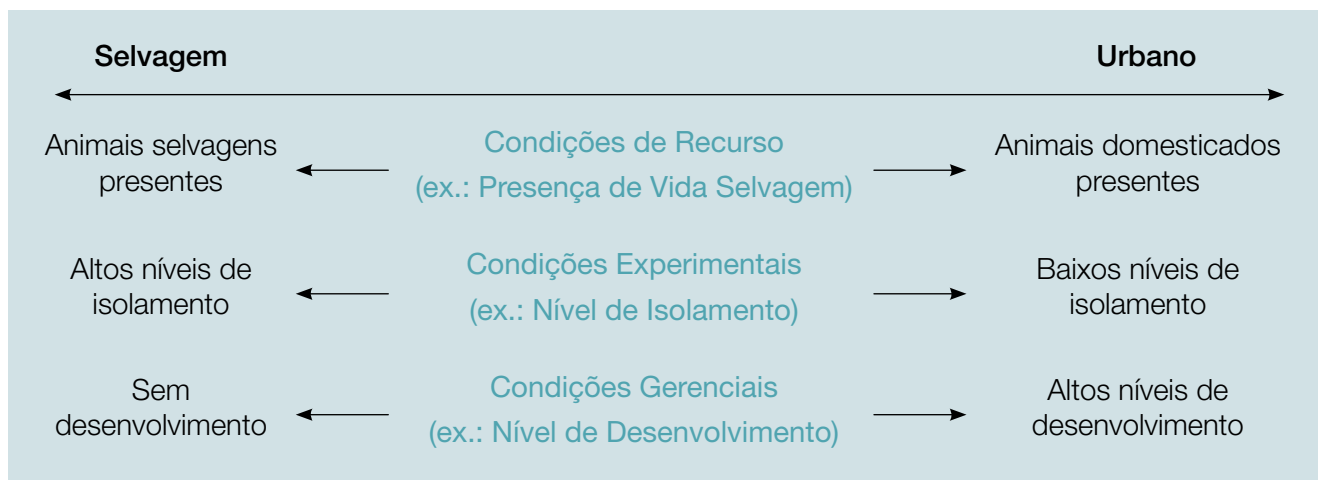 Selvagem
Urbano
Animais selvagens
presentes
Condições de Recurso
(ex.: Presença de Vida Selvagem)
Animais domesticados
presentes
Altos níveis de
isolamento
Condições Experimentais
(ex.: Nível de Isolamento)
Baixos níveis de
isolamento
Sem
desenvolvimento
Condições Gerenciais
(ex.: Nível de Desenvolvimento)
Altos níveis de
desenvolvimento